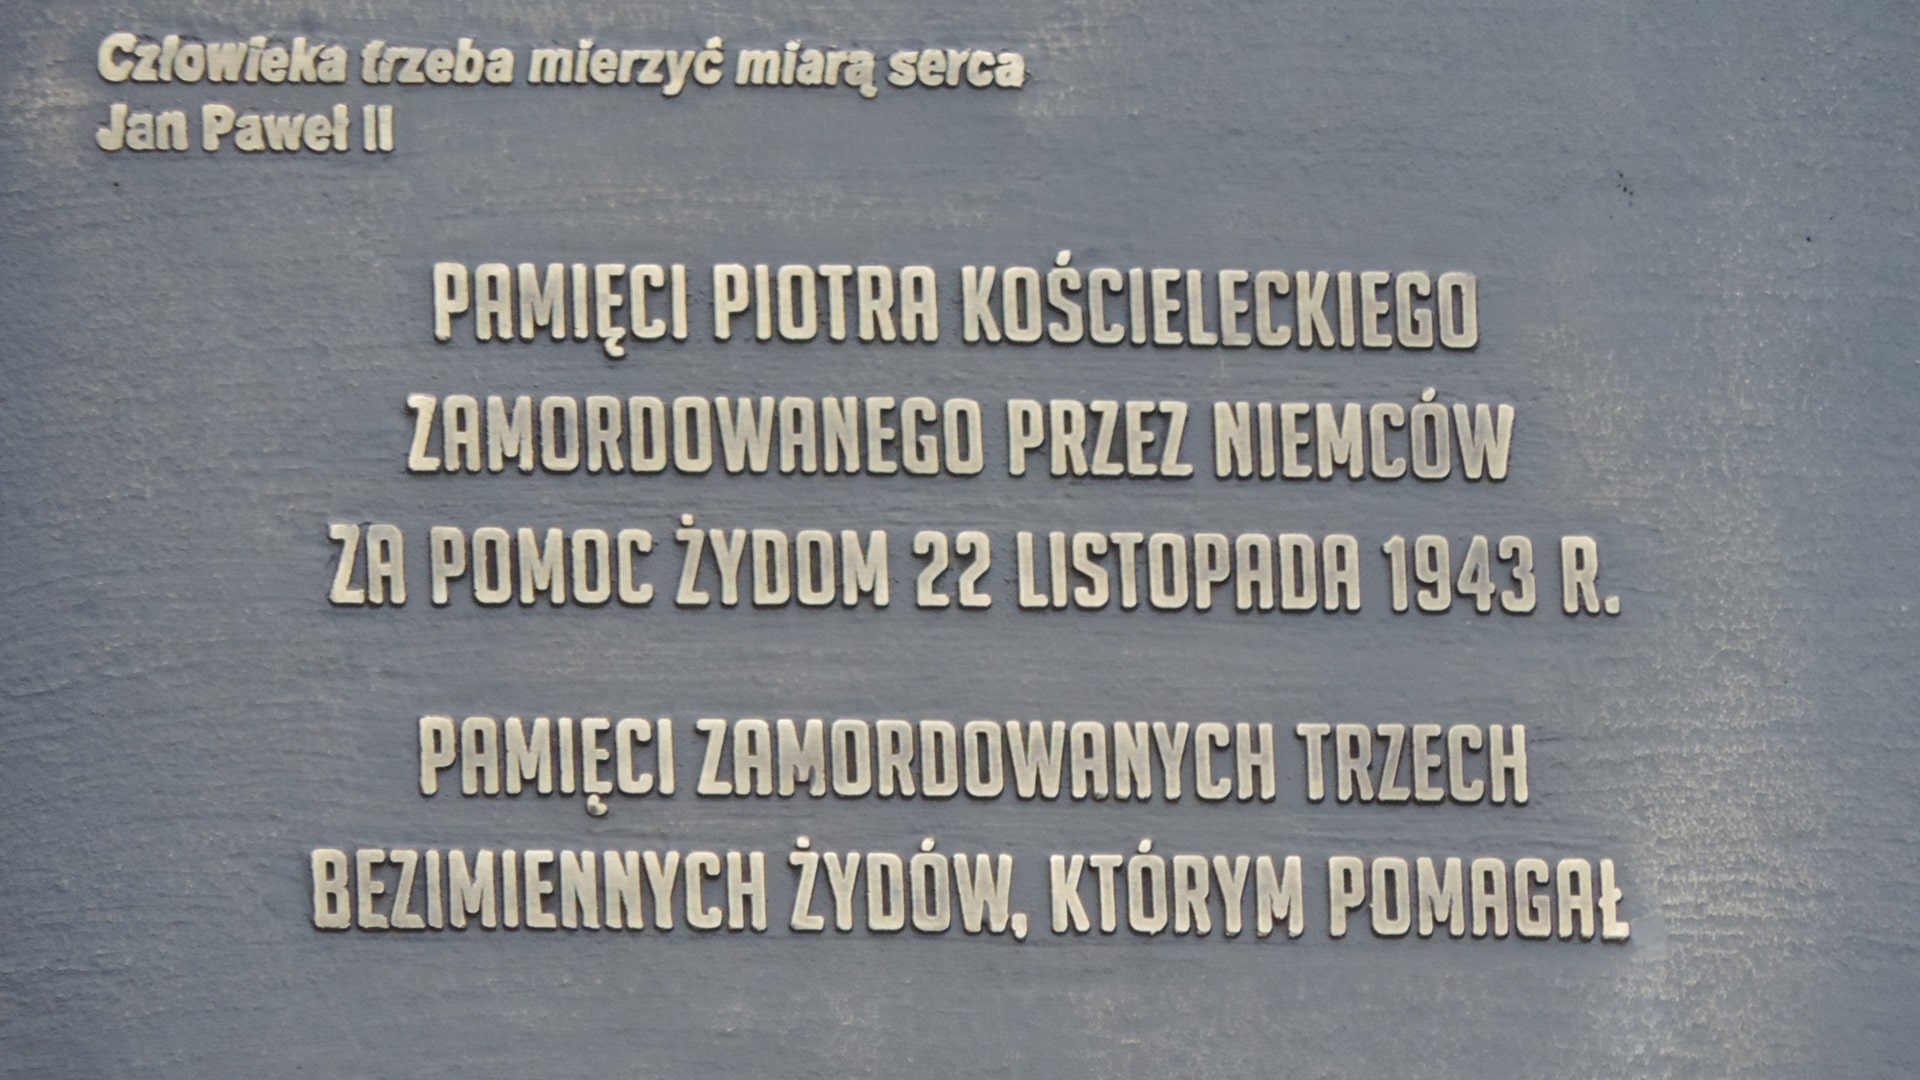 Człowieka trzeba mierzyć miarą serca
Jan Paweł II
PAMIĘCI PIOTRA KOŚCIELECKIEGO
ZAMORDOWANEGO PRZEZ NIEMCÓW
ZA POMOC ŻYDOM 22 LISTOPADA 1943 R.
PAMIĘCI ZAMORDOWANYCH TRZECH
BEZIMIENNYCH ŻYDÓW, KTÓRYM POMAGAŁ